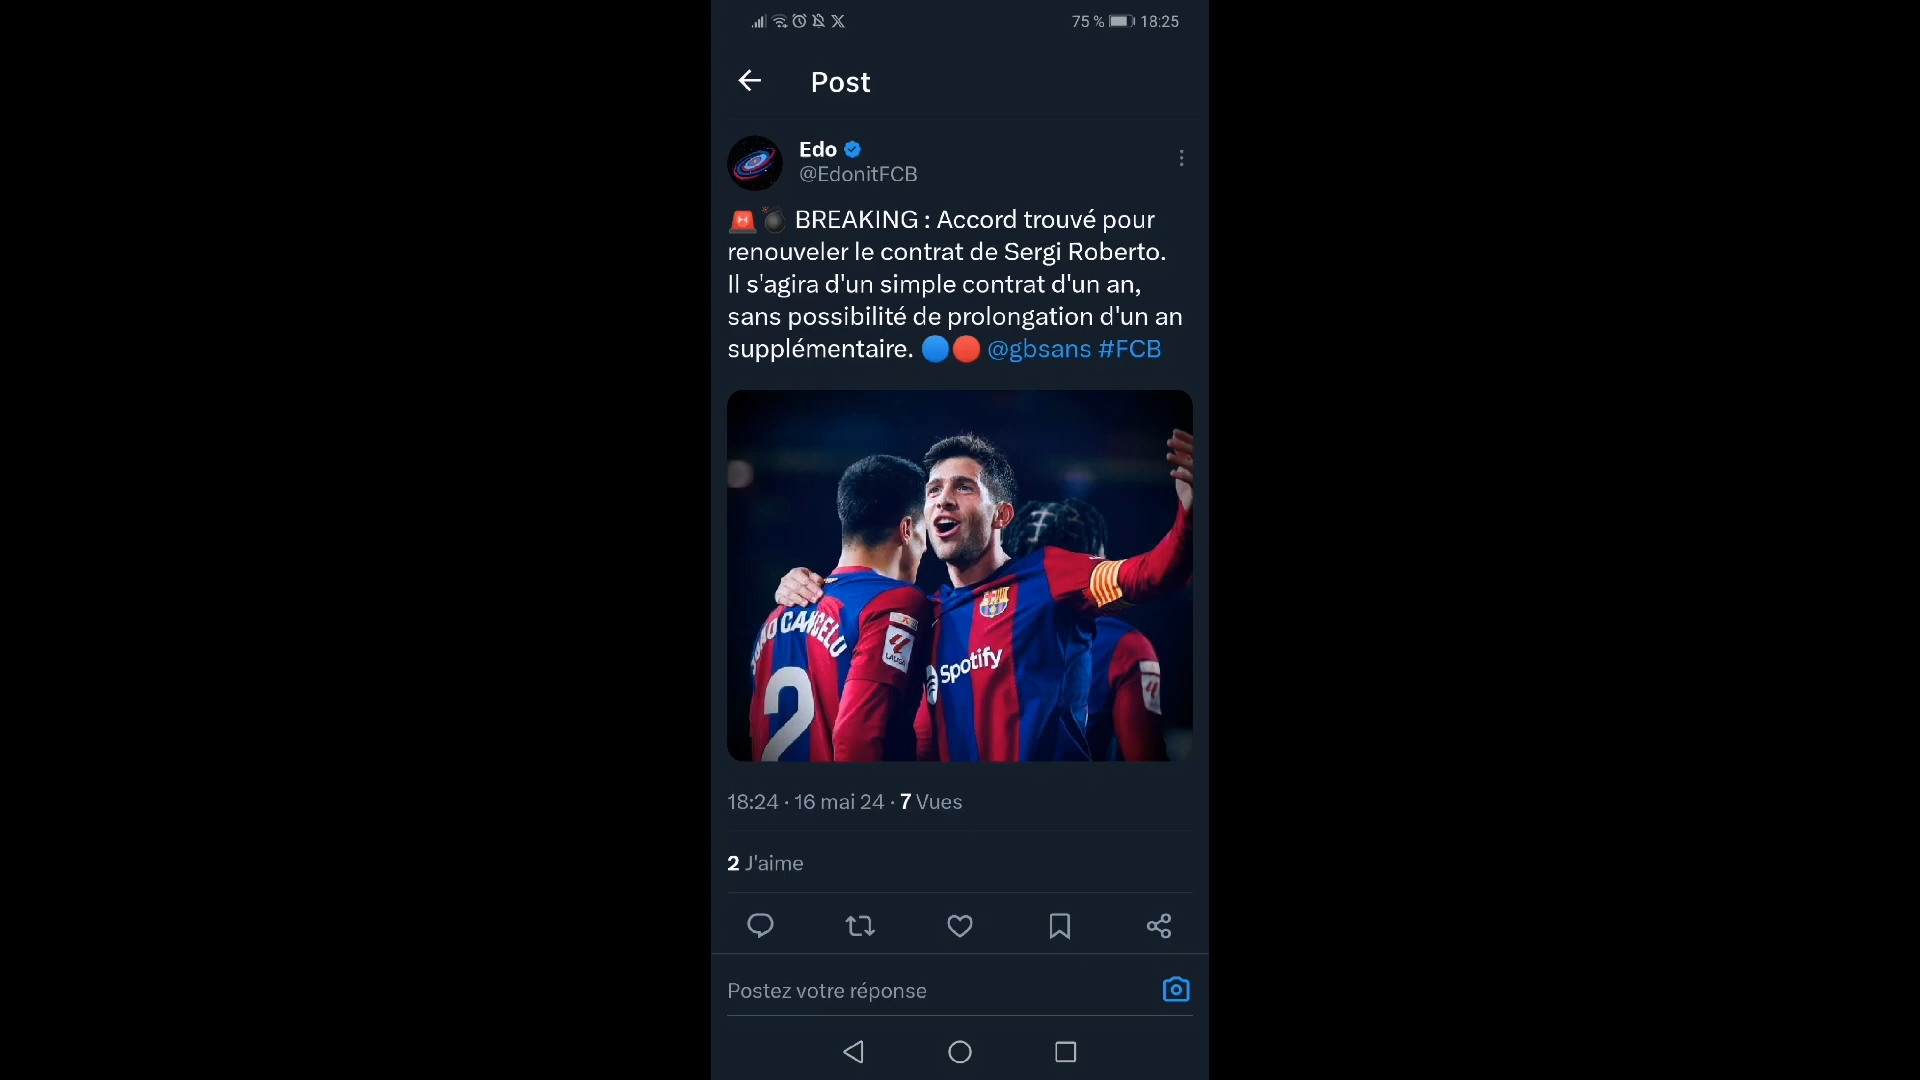 75 % 18:25
Post
Edo
@EdonitFCB
BREAKING : Accord trouvé pour
renouveler le contrat de Sergi Roberto.
Il s'agira d'un simple contrat d'un an,
sans possibilité de prolongation d'un an
supplémentaire. @gbsans #FCB
CANCELO
2
LALIGA
Spotify
18:24 · 16 mai 24 · 7 Vues
2 J'aime
Postez votre réponse